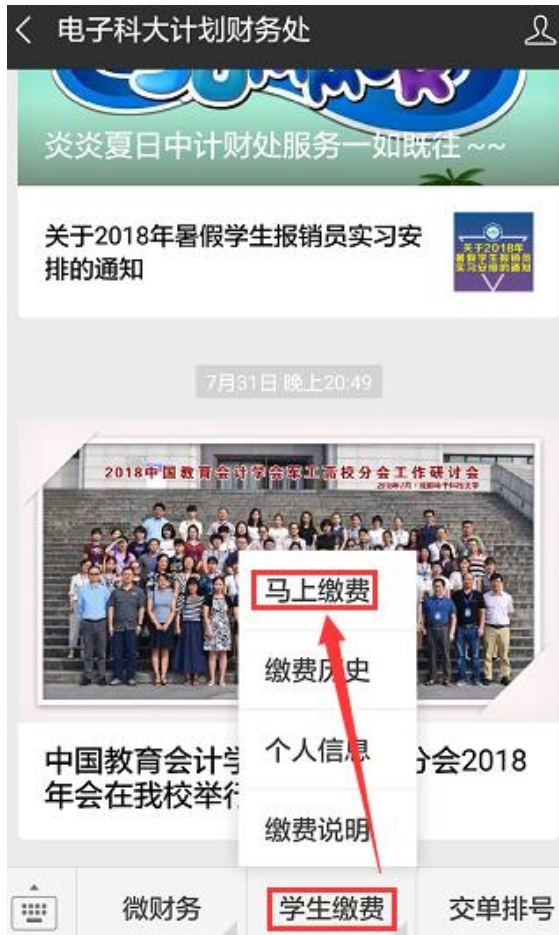 电子科大计划财务处
SUMMER
炎炎夏日中计财处服务一如既往~~
关于2018年暑假学生报销员实习安
排的通知
关于2018年
暑假学生报销员
实习安排的通知
7月31日 晚上20:49
2018中国教育会计学会军工高校分会工作研讨会
马上缴费
缴费历史
个人信息
缴费说明
中国教育会计学
分会2018
年会在我校举行
微财务
学生缴费
交单排号